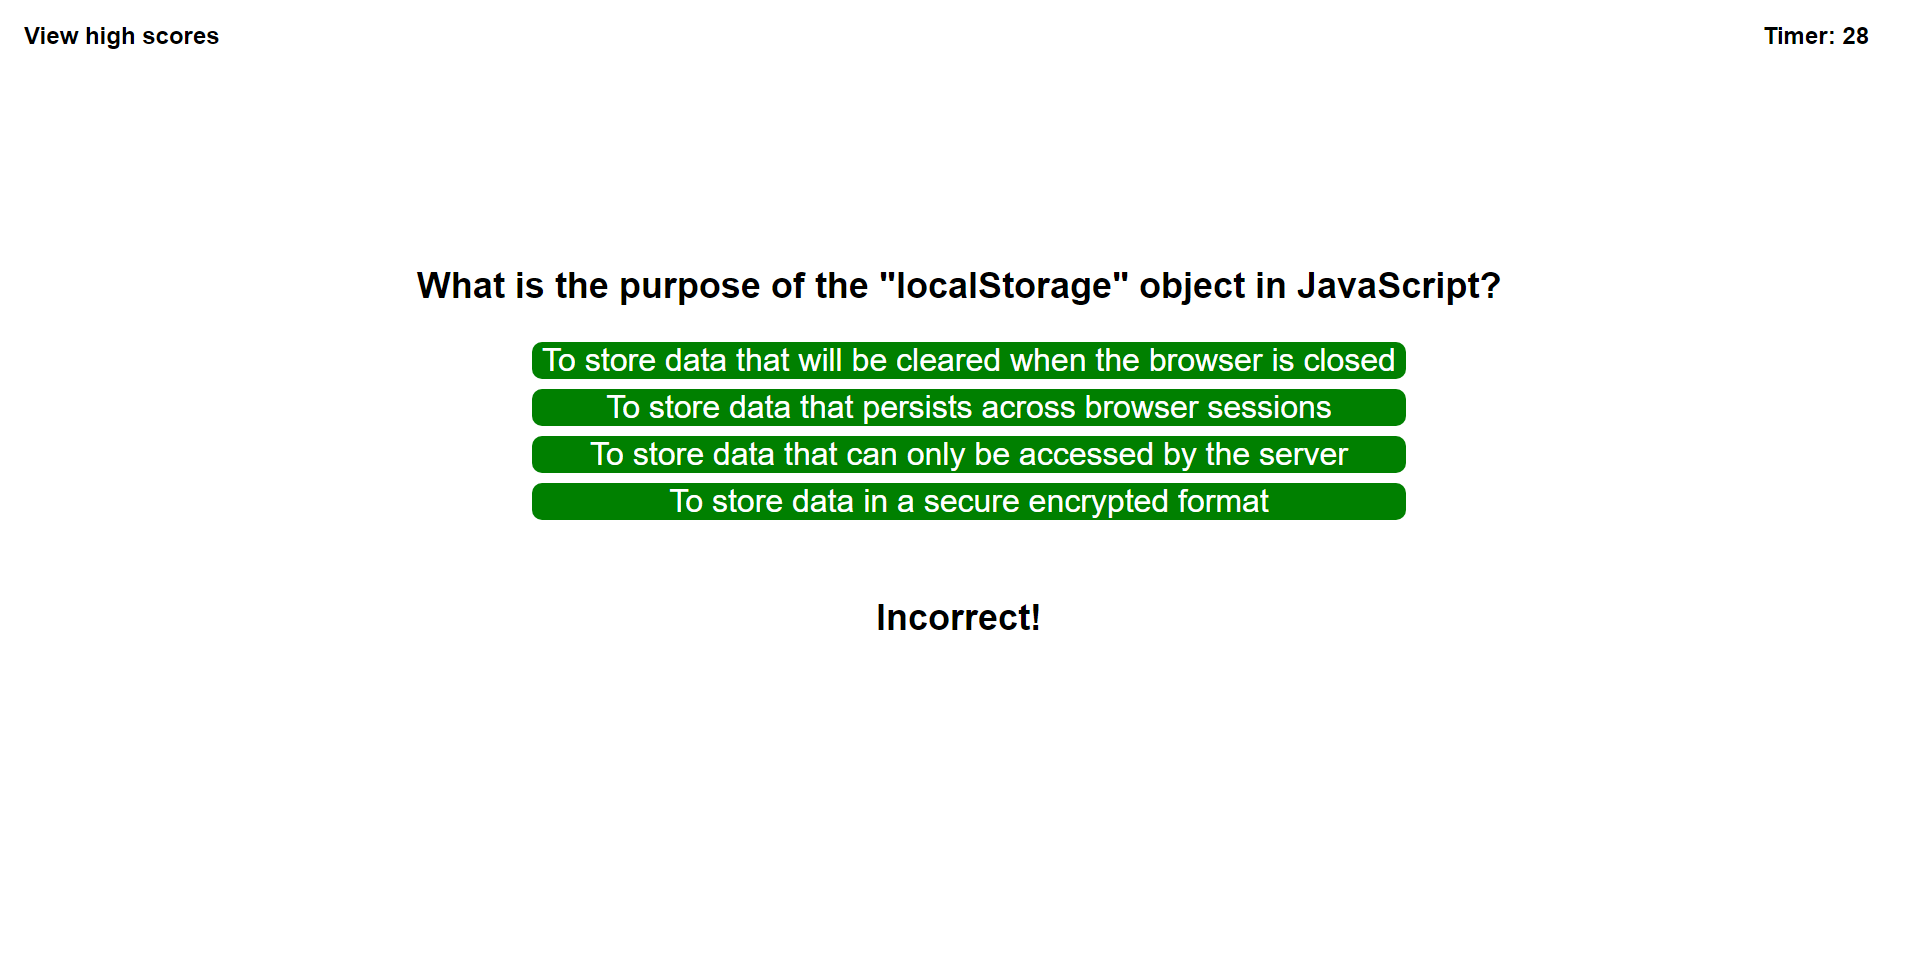 View high scores
Timer: 28
What is the purpose of the "localStorage" object in JavaScript?
To store data that will be cleared when the browser is closed
To store data that persists across browser sessions
To store data that can only be accessed by the server
To store data in a secure encrypted format
Incorrect!